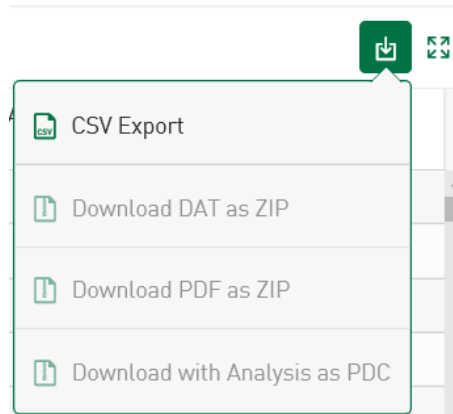 CSV Export
Download DAT as ZIP
Download PDF as ZIP
Download with Analysis as PDC